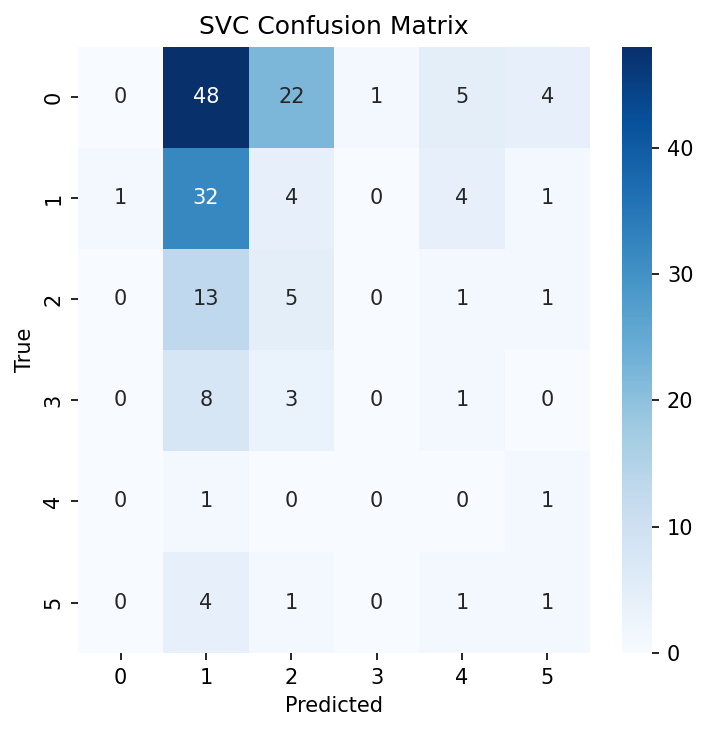 SVC Confusion Matrix
0 0 48 22 1 5 4
1 1 32 4 0 4 1
2 0 13 5 0 1 1
3 0 8 3 0 1 0
4 0 1 0 0 0 1
5 0 4 1 0 1 1
True
0 1 2 3 4 5
Predicted
40
30
20
10
0